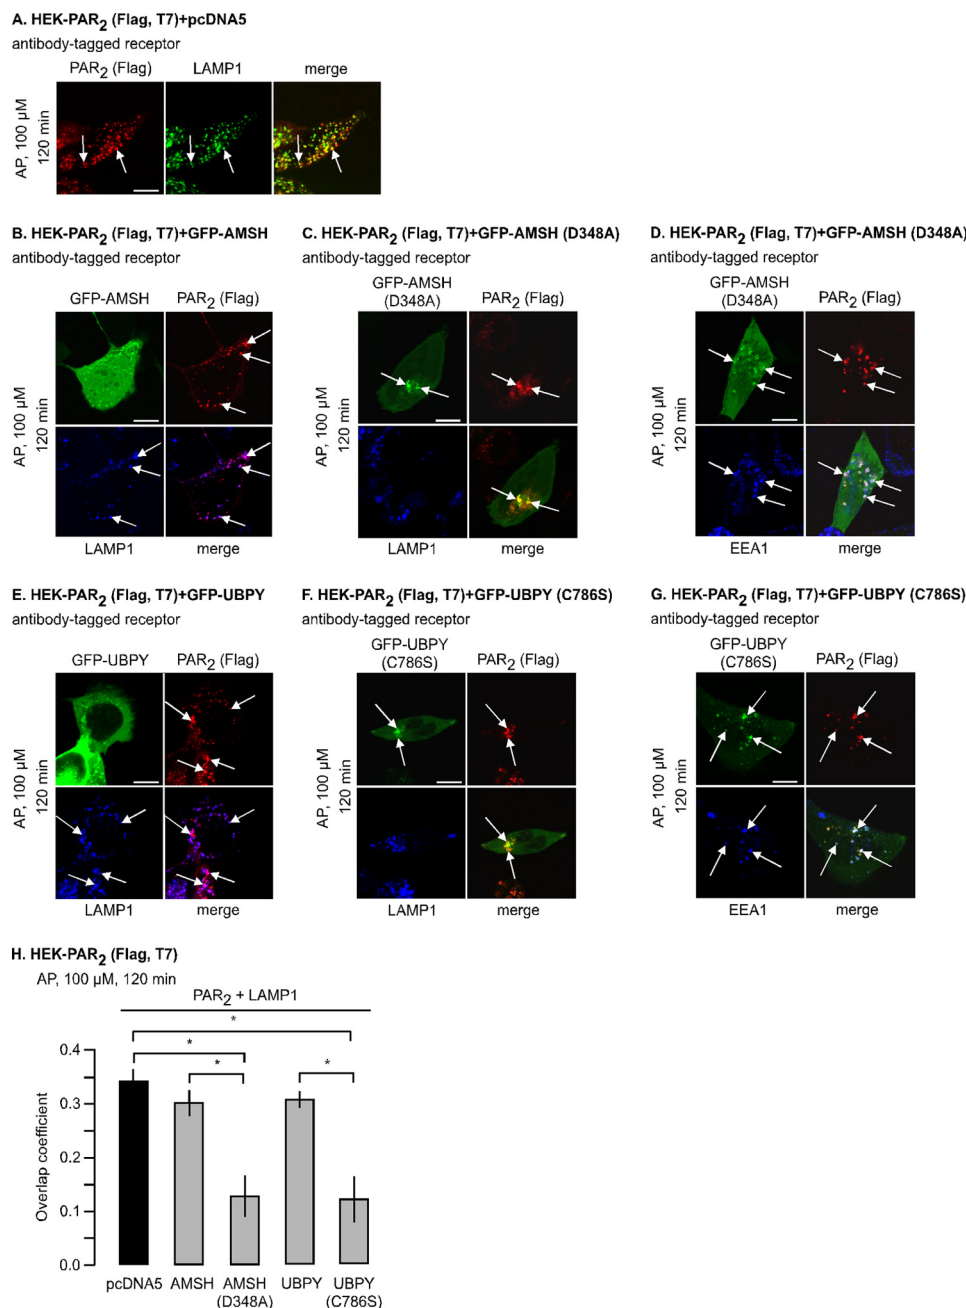 A. HEK-PAR2 (Flag, T7)+pcDNA5
antibody-tagged receptor
PAR2 (Flag) LAMP1 merge
AP, 100 µM
120 min
B. HEK-PAR2 (Flag, T7)+GFP-AMSH
antibody-tagged receptor
GFP-AMSH PAR2 (Flag)
AP, 100 µM
120 min
LAMP1 merge
C. HEK-PAR2 (Flag, T7)+GFP-AMSH (D348A)
antibody-tagged receptor
GFP-AMSH
(D348A) PAR2 (Flag)
AP, 100 µM
120 min
LAMP1 merge
D. HEK-PAR2 (Flag, T7)+GFP-AMSH (D348A)
antibody-tagged receptor
GFP-AMSH
(D348A) PAR2 (Flag)
AP, 100 µM
120 min
EEA1 merge
E. HEK-PAR2 (Flag, T7)+GFP-UBPY
antibody-tagged receptor
GFP-UBPY PAR2 (Flag)
AP, 100 µM
120 min
LAMP1 merge
F. HEK-PAR2 (Flag, T7)+GFP-UBPY (C786S)
antibody-tagged receptor
GFP-UBPY
(C786S) PAR2 (Flag)
AP, 100 µM
120 min
LAMP1 merge
G. HEK-PAR2 (Flag, T7)+GFP-UBPY (C786S)
antibody-tagged receptor
GFP-UBPY
(C786S) PAR2 (Flag)
AP, 100 µM
120 min
EEA1 merge
H. HEK-PAR2 (Flag, T7)
AP, 100 µM, 120 min
PAR2 + LAMP1
*
*
* *
Overlap coefficient
0.4
0.3
0.2
0.1
0.0
pcDNA5 AMSH AMSH UBPY UBPY
(D348A) (C786S)